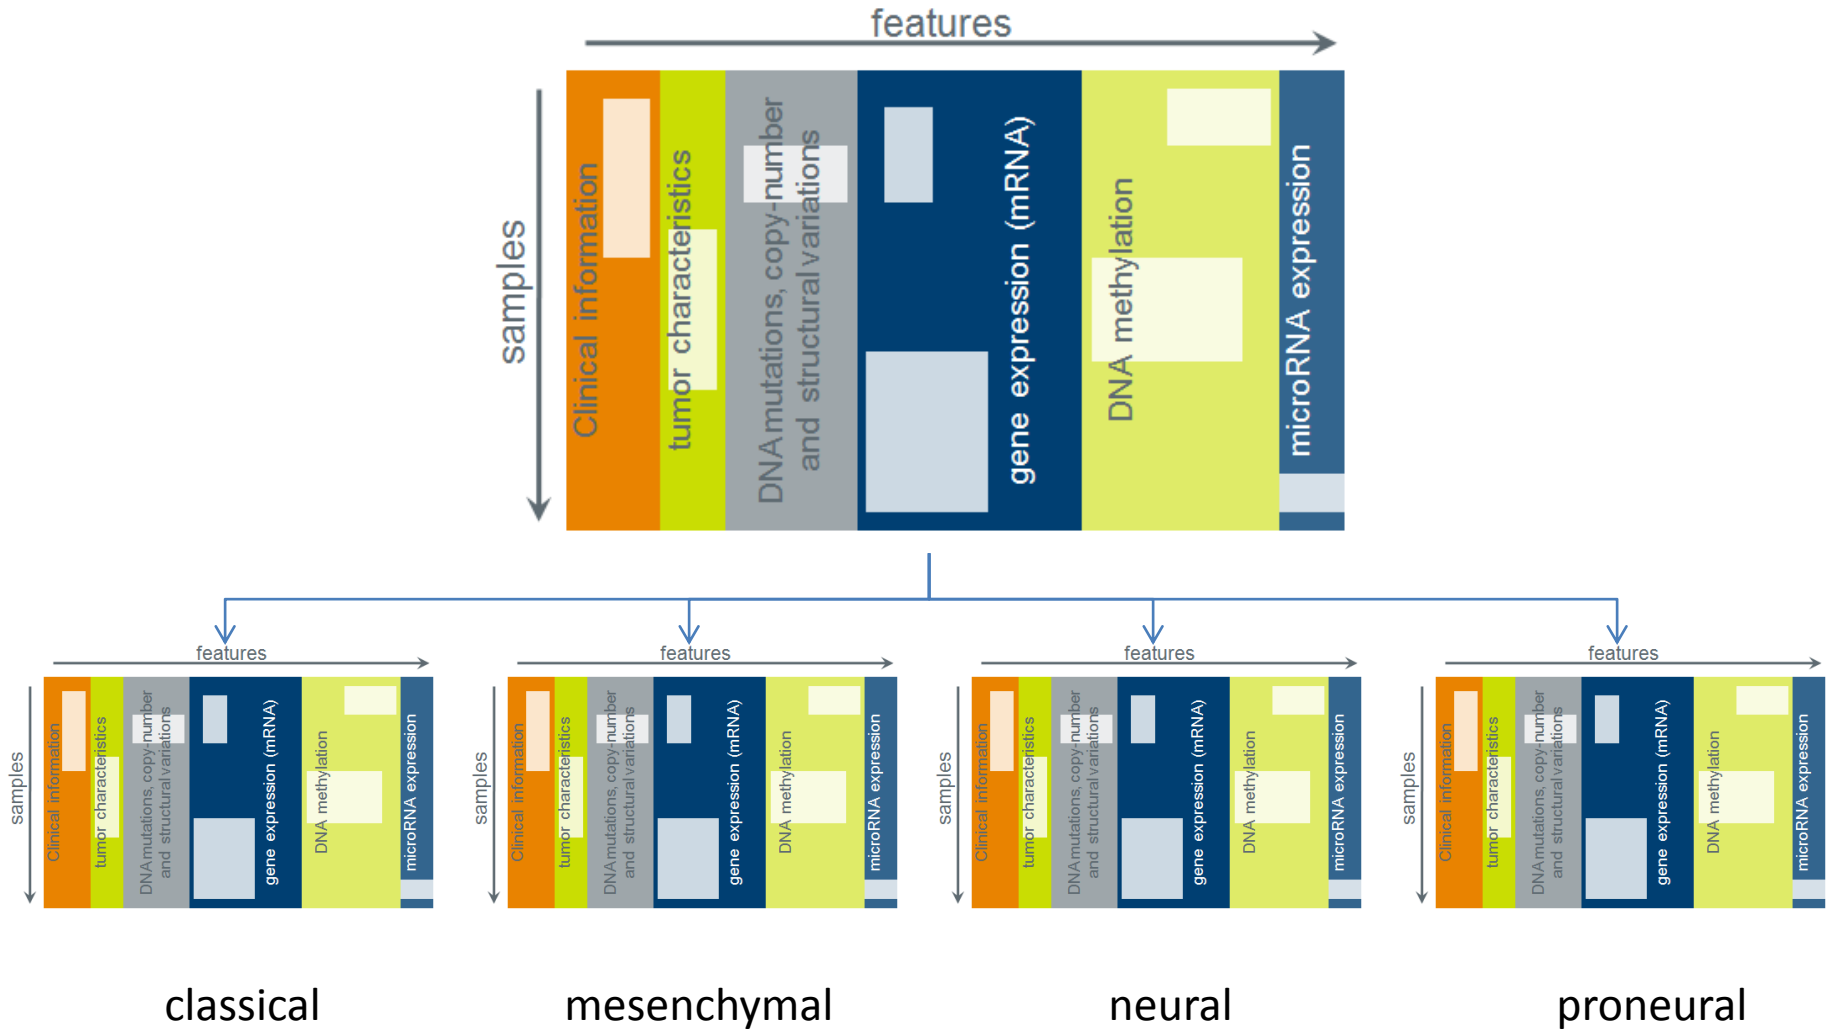 features
samples
Clinical information
tumor characteristics
DNA mutations, copy-number
and structural variations
gene expression (mRNA)
DNA methylation
microRNA expression
features
samples
Clinical information
tumor characteristics
DNA mutations, copy-number
and structural variations
gene expression (mRNA)
DNA methylation
microRNA expression
classical
features
samples
Clinical information
tumor characteristics
DNA mutations, copy-number
and structural variations
gene expression (mRNA)
DNA methylation
microRNA expression
mesenchymal
features
samples
Clinical information
tumor characteristics
DNA mutations, copy-number
and structural variations
gene expression (mRNA)
DNA methylation
microRNA expression
neural
features
samples
Clinical information
tumor characteristics
DNA mutations, copy-number
and structural variations
gene expression (mRNA)
DNA methylation
microRNA expression
proneural